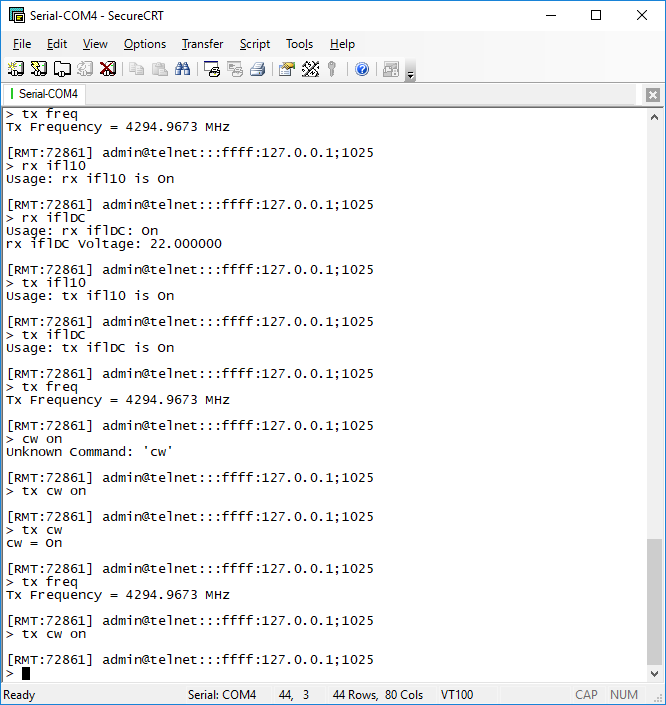 Serial-COM4 - SecureCRT
File Edit View Options Transfer Script Tools Help
Serial-COM4
> tx freq
Tx Frequency = 4294.9673 MHz
[RMT:72861] admin@telnet:::ffff:127.0.0.1;1025
> rx ifl10
Usage: rx ifl10 is On
[RMT:72861] admin@telnet:::ffff:127.0.0.1;1025
> rx iflDC
Usage: rx iflDC: On
rx iflDC Voltage: 22.000000
[RMT:72861] admin@telnet:::ffff:127.0.0.1;1025
> tx ifl10
Usage: tx ifl10 is On
[RMT:72861] admin@telnet:::ffff:127.0.0.1;1025
> tx iflDC
Usage: tx iflDC is On
[RMT:72861] admin@telnet:::ffff:127.0.0.1;1025
> tx freq
Tx Frequency = 4294.9673 MHz
[RMT:72861] admin@telnet:::ffff:127.0.0.1;1025
> cw on
Unknown Command: 'cw'
[RMT:72861] admin@telnet:::ffff:127.0.0.1;1025
> tx cw on
[RMT:72861] admin@telnet:::ffff:127.0.0.1;1025
> tx cw
cw = On
[RMT:72861] admin@telnet:::ffff:127.0.0.1;1025
> tx freq
Tx Frequency = 4294.9673 MHz
[RMT:72861] admin@telnet:::ffff:127.0.0.1;1025
> tx cw on
[RMT:72861] admin@telnet:::ffff:127.0.0.1;1025
>
Ready Serial: COM4 44, 3 44 Rows, 80 Cols VT100 CAP NUM